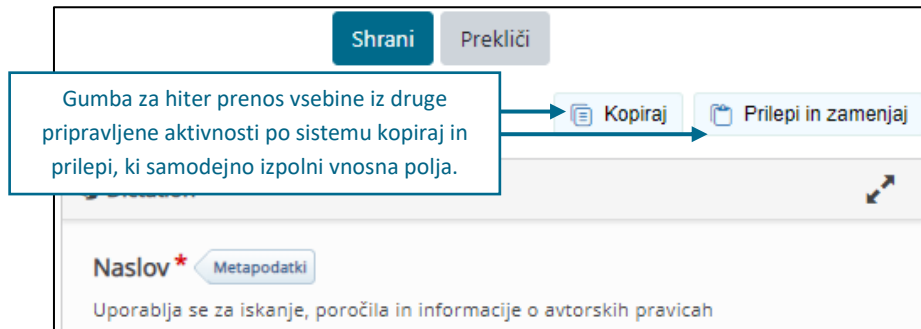 Shrani Prekliči
Gumba za hiter prenos vsebine iz druge
pripravljene aktivnosti po sistemu kopiraj in
prilepi, ki samodejno izpolni vnosna polja.
Kopiraj Prilepi in zamenjaj
Naslov * Metapodatki
Uporablja se za iskanje, poročila in informacije o avtorskih pravicah